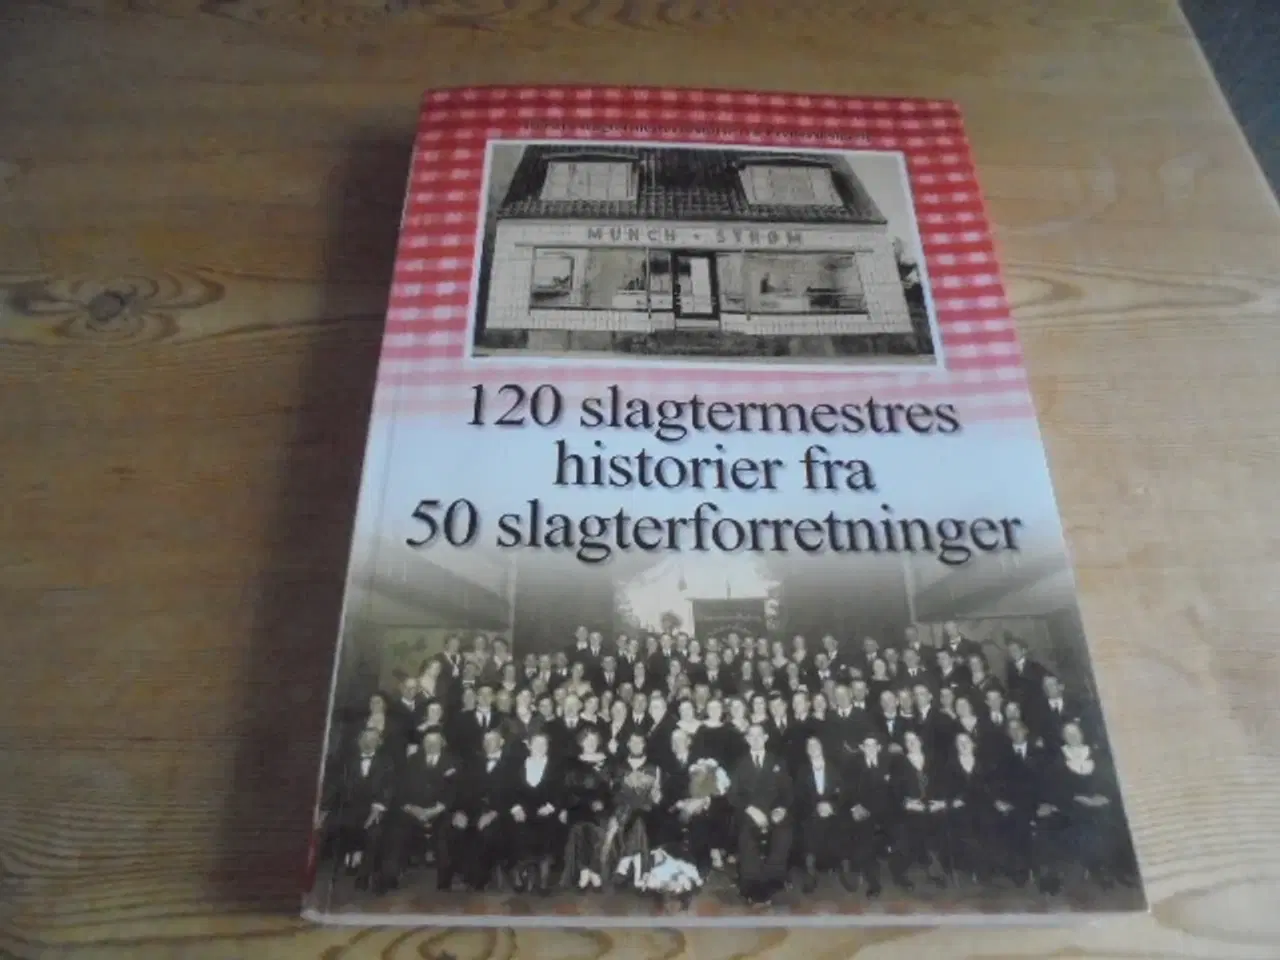 MUNCH • STRØM
120 slagtermestres
historier fra
50 slagterforretninger